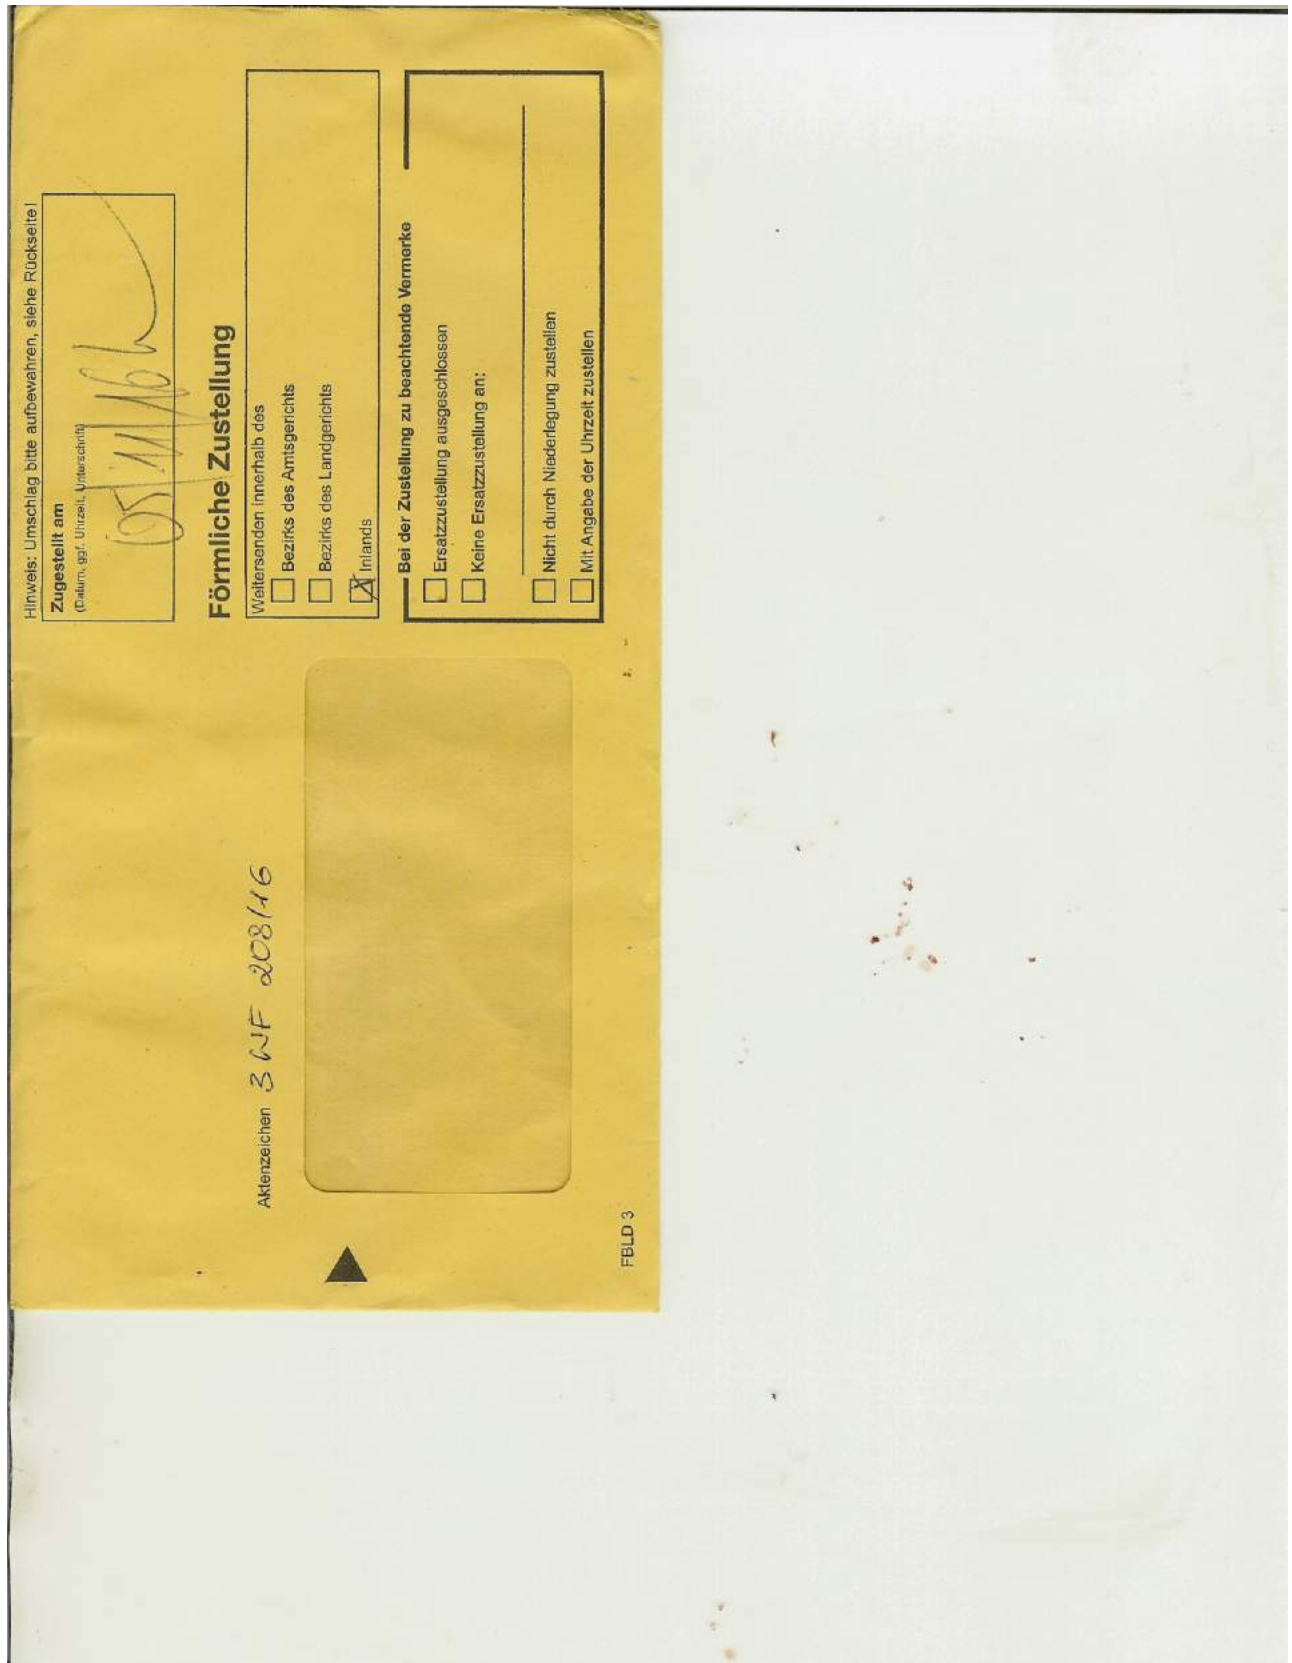 Hinweis: Umschlag bitte aufbewahren, siehe Rückseite!
Zugestellt am
(Datum, ggf. Uhrzeit, Unterschrift)
05/11/16
Förmliche Zustellung
Weitersenden innerhalb des
Bezirks des Amtsgerichts
Bezirks des Landgerichts
X Inlands
Bei der Zustellung zu beachtende Vermerke
Ersatzzustellung ausgeschlossen
Keine Ersatzzustellung an:
Nicht durch Niederlegung zustellen
Mit Angabe der Uhrzeit zustellen
Aktenzeichen 3 WF 208/16
FBLD 3